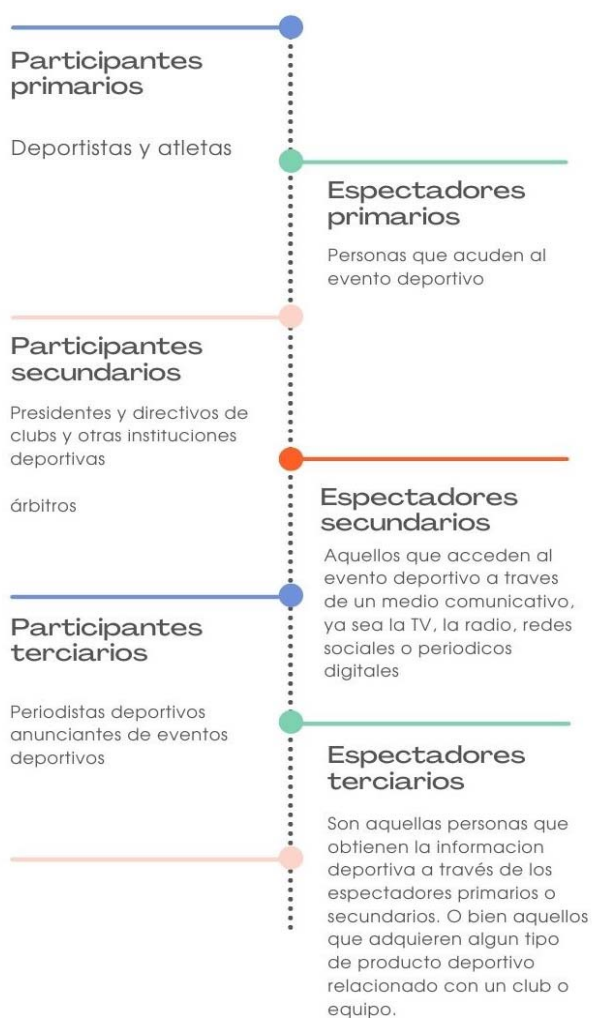 Participantes
primarios
Deportistas y atletas
Espectadores
primarios
Personas que acuden al
evento deportivo
Participantes
secundarios
Presidentes y directivos de
clubs y otras instituciones
deportivas
árbitros
Espectadores
secundarios
Aquellos que acceden al
evento deportivo a traves
de un medio comunicativo,
ya sea la TV, la radio, redes
sociales o periodicos
digitales
Participantes
terciarios
Periodistas deportivos
anunciantes de eventos
deportivos
Espectadores
terciarios
Son aquellas personas que
obtienen la informacion
deportiva a través de los
espectadores primarios o
secundarios. O bien aquellos
que adquieren algun tipo
de producto deportivo
relacionado con un club o
equipo.